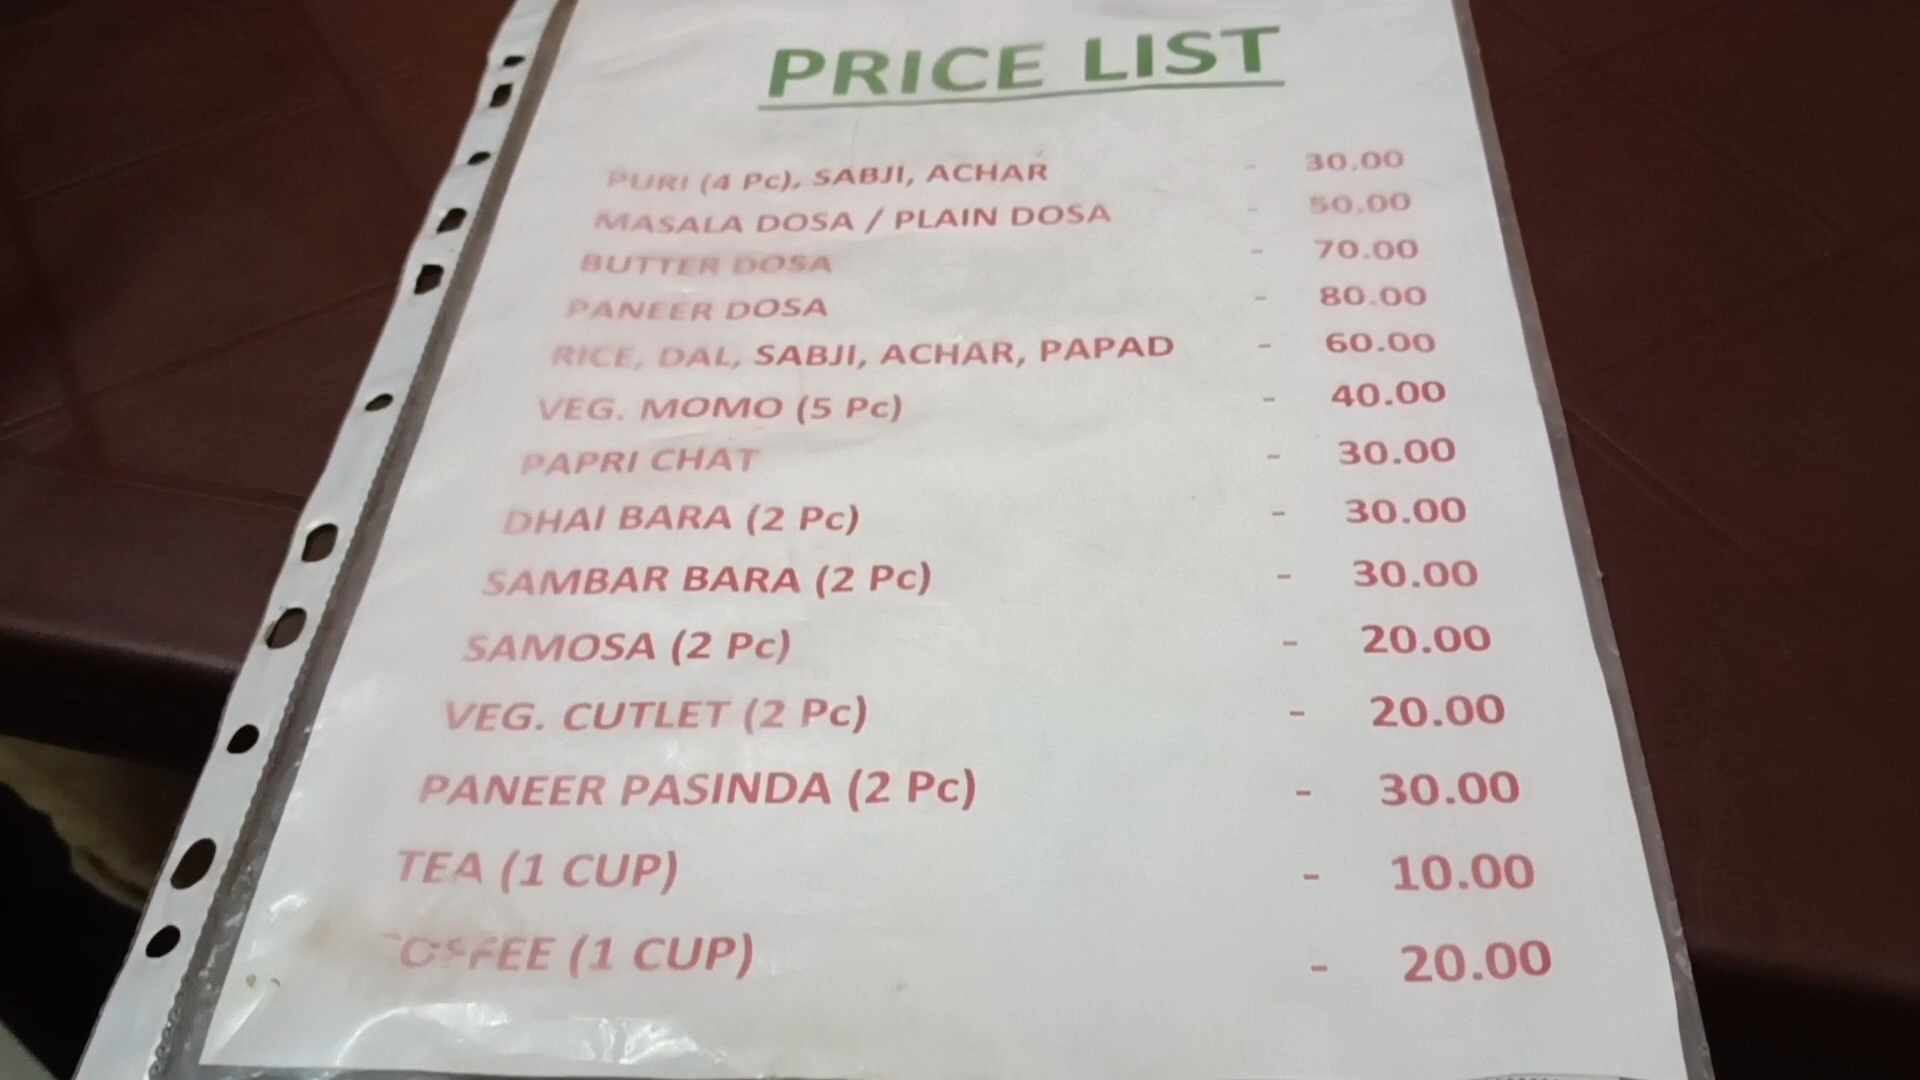 PRICE LIST
PURI (4 Pc), SABJI, ACHAR - 30.00
MASALA DOSA / PLAIN DOSA - 50.00
BUTTER DOSA - 70.00
PANEER DOSA - 80.00
RICE, DAL, SABJI, ACHAR, PAPAD - 60.00
VEG. MOMO (5 Pc) - 40.00
PAPRI CHAT - 30.00
DHAI BARA (2 Pc) - 30.00
SAMBAR BARA (2 Pc) - 30.00
SAMOSA (2 Pc) - 20.00
VEG. CUTLET (2 Pc) - 20.00
PANEER PASINDA (2 Pc) - 30.00
TEA (1 CUP) - 10.00
COFFEE (1 CUP) - 20.00